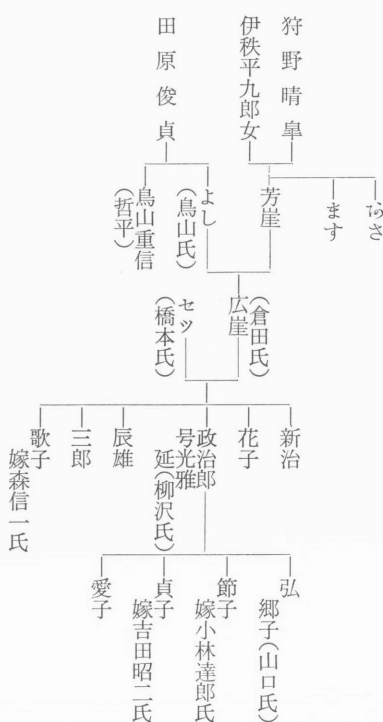 狩野晴皐
伊秩平九郎女
田原俊貞
なさ
ます
芳崖
よし
(鳥山氏)
鳥山重信
(哲平)
(倉田氏)
広崖
セツ
(橋本氏)
新治
花子
政治郎
号光雅
延(柳沢氏)
辰雄
三郎
歌子
嫁森信一氏
弘
郷子(山口氏)
節子
嫁小林達郎氏
貞子
嫁吉田昭二氏
愛子